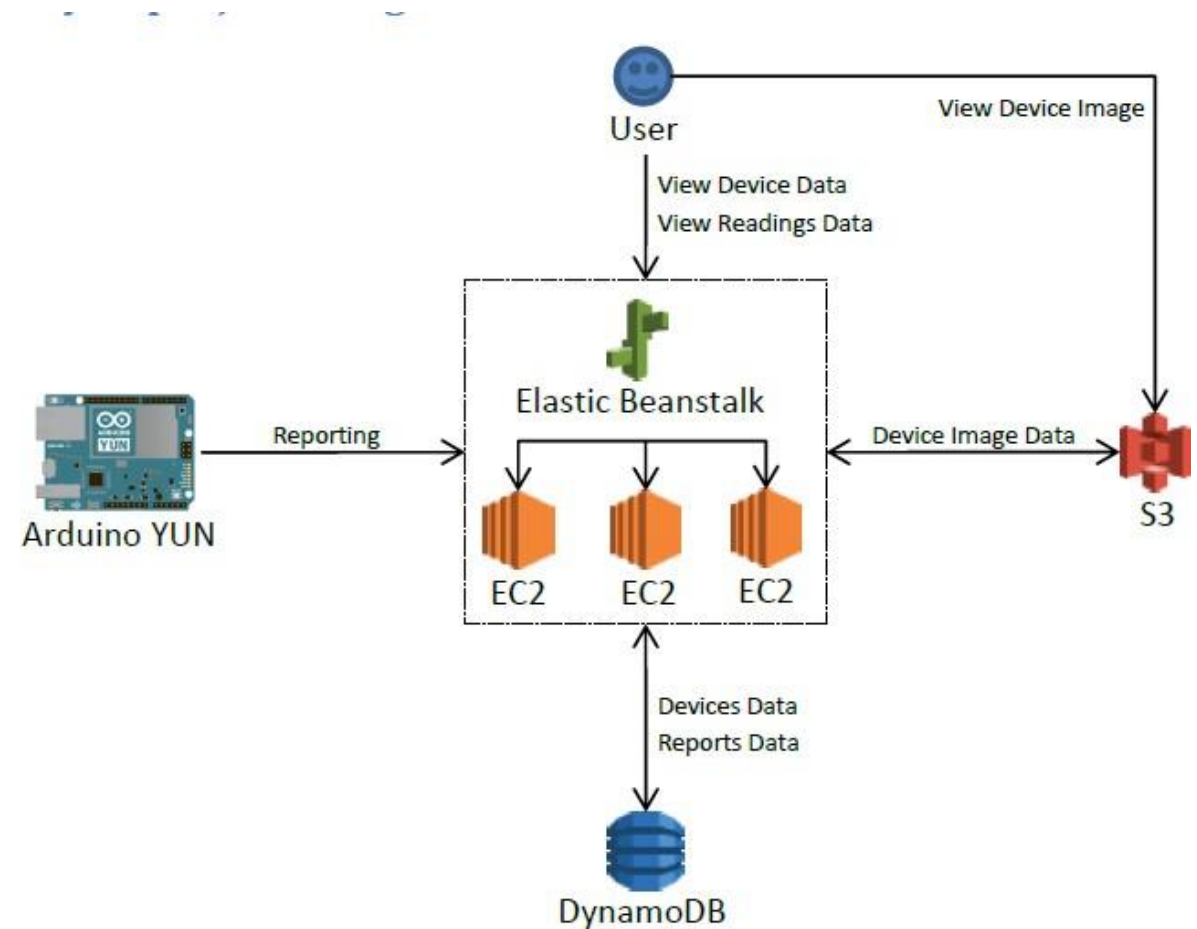 User
View Device Image
View Device Data
View Readings Data
Elastic Beanstalk
Reporting
Device Image Data
YUN
Arduino YUN
S3
EC2 EC2 EC2
Devices Data
Reports Data
DynamoDB